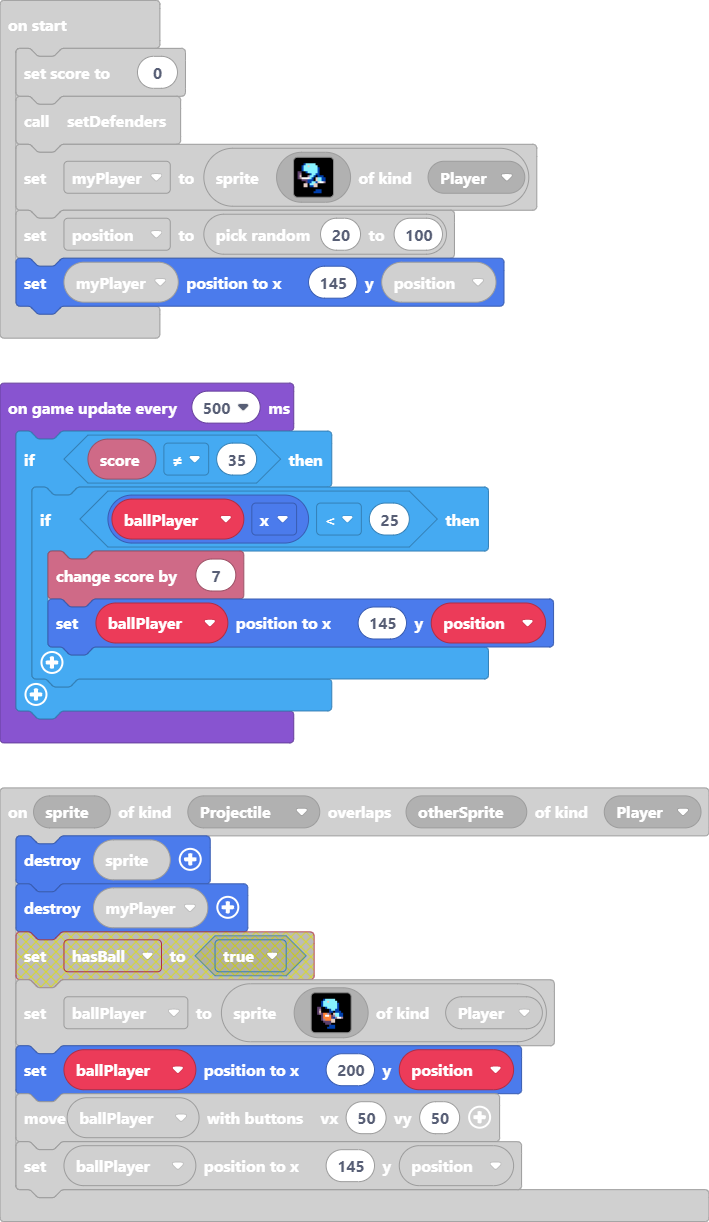 on start
set score to 0
call setDefenders
set myPlayer to sprite of kind Player
set position to pick random 20 to 100
set myPlayer position to x 145 y position
on game update every 500 ms
if score ≠ 35 then
if ballPlayer x < 25 then
change score by 7
set ballPlayer position to x 145 y position
on sprite of kind Projectile overlaps otherSprite of kind Player
destroy sprite
destroy myPlayer
set hasBall to true
set ballPlayer to sprite of kind Player
set ballPlayer position to x 200 y position
move ballPlayer with buttons vx 50 vy 50
set ballPlayer position to x 145 y position